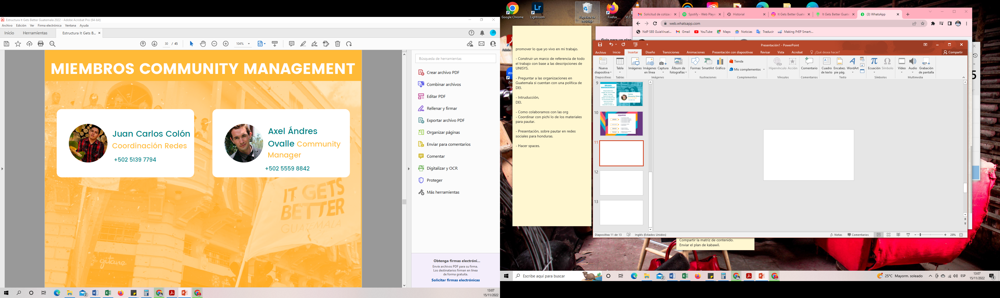 Estructura It Gets Better Guatemala 2022 - Adobe Acrobat Pro (64-bit)
Archivo Edición Ver Firma electrónica Ventana Ayuda
Inicio Herramientas Estructura It Gets B...
30 / 45 104%
MIEMBROS COMMUNITY MANAGEMENT
Juan Carlos Colón
Coordinación Redes
+502 5139 7794
Axel Ándres
Ovalle Community
Manager
+502 5559 8842
IT GETS
BETTER
GUATEMALA
gitane
Búsqueda de herramientas
Crear archivo PDF
Combinar archivos
Editar PDF
Rellenar y firmar
Exportar archivo PDF
Organizar páginas
Enviar para comentarios
Comentar
Digitalizar y OCR
Proteger
Más herramientas
Obtenga firmas electróni...
Envíe archivos PDF para su firma.
Los destinatarios firman en línea
de forma gratuita.
Solicitar firmas electrónicas
13:07
15/11/2022
Google Chrome
Lightroom
Papelera de
reciclaje
Firefox
promover lo que yo vivo en mi trabajo.
- Construir un marco de referencia de todo
el trabajo con base a las descripciones de
UNISYS.
- Preguntar a las organizaciones en
Guatemala si cuentan con una política de
DEI.
- Intruducción,
DEI.
- Como colaboramos con las org
- Coordinar con pichi lo de los materiales
para pautar.
- Presentación, sobre pautar en redes
sociales para honduras.
- Hacer spaces.
Solicitud de cotizac
Spotify - Web Playe
Historial
It Gets Better Guate
It Gets Better Guate
(3) WhatsApp
web.whatsapp.com
NdP SEE GuiaViruel...
Gmail
YouTube
Maps
Noticias
Traducir
Making PrEP Smart:...
Presentación1 - PowerPoint
Archivo Inicio Insertar Diseño Transiciones Animaciones Presentación con diapositivas Revisar Vista Acrobat ¿Qué desea hacer? Compartir
Nueva
diapositiva
Diapositivas
Tabla
Tablas
Imágenes
Imágenes
en línea
Captura
Álbum de
fotografías
Imágenes
Formas
SmartArt
Gráfico
Ilustraciones
Tienda
Mis complementos
Complementos
Hipervínculo
Acción
Vínculos
Comentario
Comentarios
Cuadro
de texto
Encabez.
pie pág.
WordArt
Texto
Ecuación
Símbolo
Símbolos
Vídeo
Audio
Grabación
de pantalla
Multimedia
9
BRAND
MANAGEMENT
Carlos
10
EQUIPOS
11
12
13
Diapositiva 11 de 13
Inglés (Estados Unidos)
Notas
Comentarios
28%
Compartir la matriz de contenido.
Enviar el plan de kabawil.
Escribe aquí para buscar
25°C Mayorm. soleado
ESP
13:07
15/11/2022